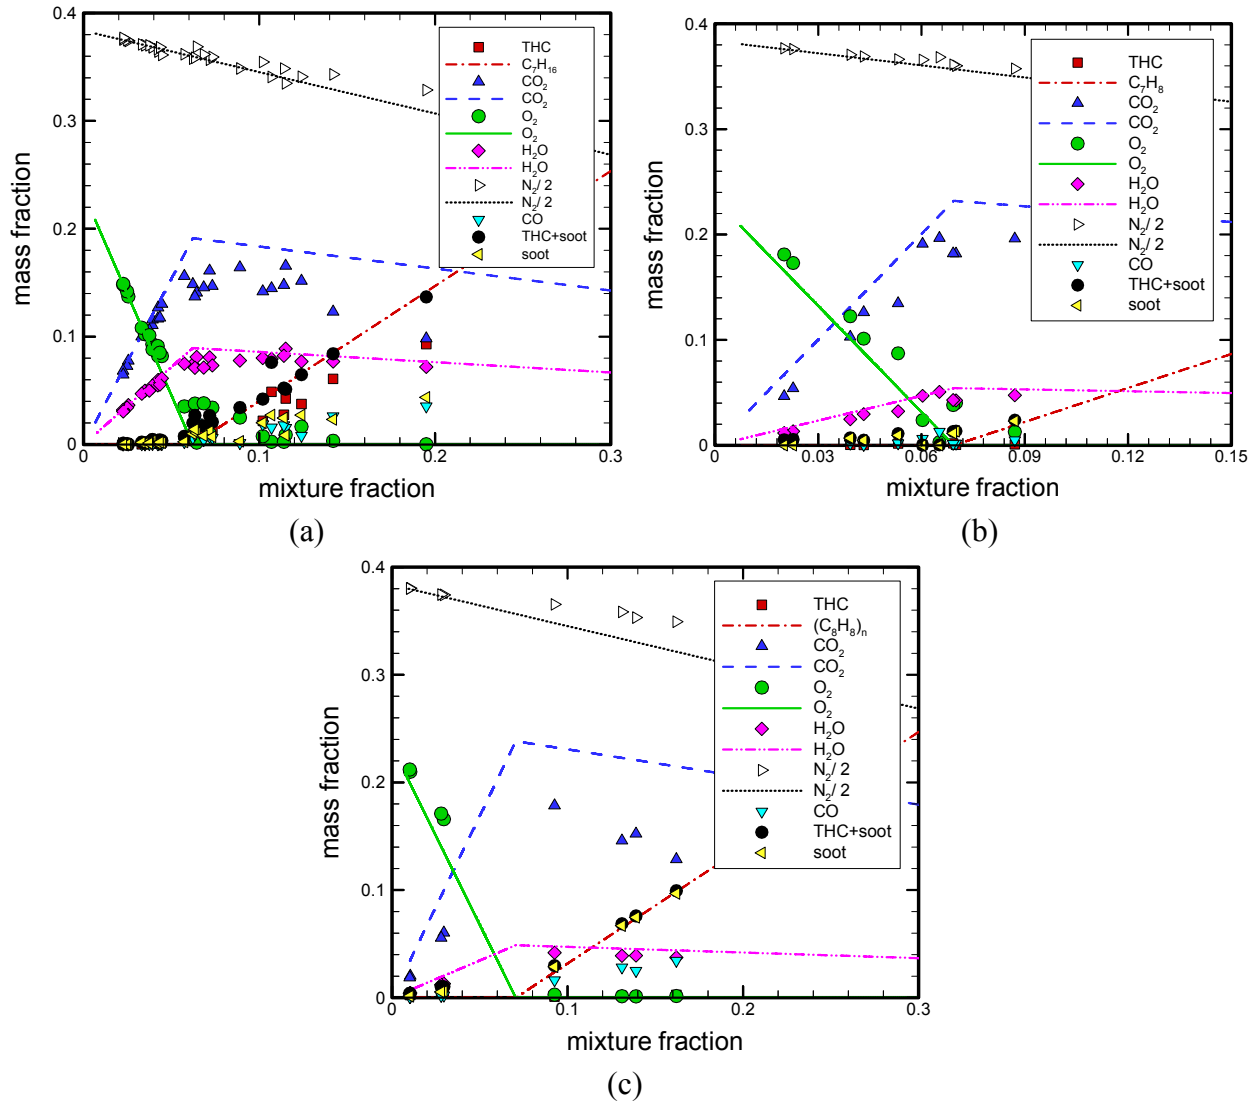 0.4
0.3
0.2
0.1
0
mass fraction
0
0.1
0.2
0.3
mixture fraction
THC
C₇H₁₆
CO₂
CO₂
O₂
O₂
H₂O
H₂O
N₂/ 2
N₂/ 2
CO
THC+soot
soot
(a)
0.4
0.3
0.2
0.1
0
mass fraction
0
0.03
0.06
0.09
0.12
0.15
mixture fraction
THC
C₇H₈
CO₂
CO₂
O₂
O₂
H₂O
H₂O
N₂/ 2
N₂/ 2
CO
THC+soot
soot
(b)
0.4
0.3
0.2
0.1
0
mass fraction
0
0.1
0.2
0.3
mixture fraction
THC
(C₈H₈)ₙ
CO₂
CO₂
O₂
O₂
H₂O
H₂O
N₂/ 2
N₂/ 2
CO
THC+soot
soot
(c)